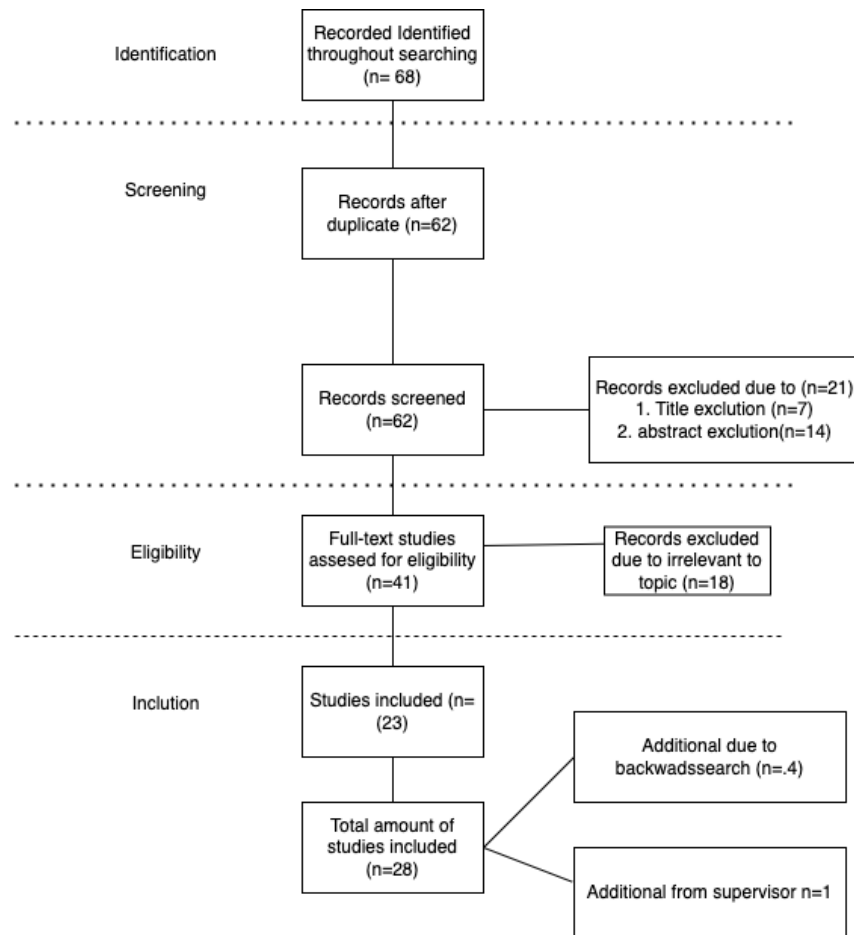 Identification
Recorded Identified
throughout searching
(n= 68)
Screening
Records after
duplicate (n=62)
Records screened
(n=62)
Records excluded due to (n=21)
1. Title exclution (n=7)
2. abstract exclution(n=14)
Eligibility
Full-text studies
assesed for eligibility
(n=41)
Records excluded
due to irrelevant to
topic (n=18)
Inclution
Studies included (n=
(23)
Additional due to
backwadssearch (n=.4)
Total amount of
studies included
(n=28)
Additional from supervisor n=1